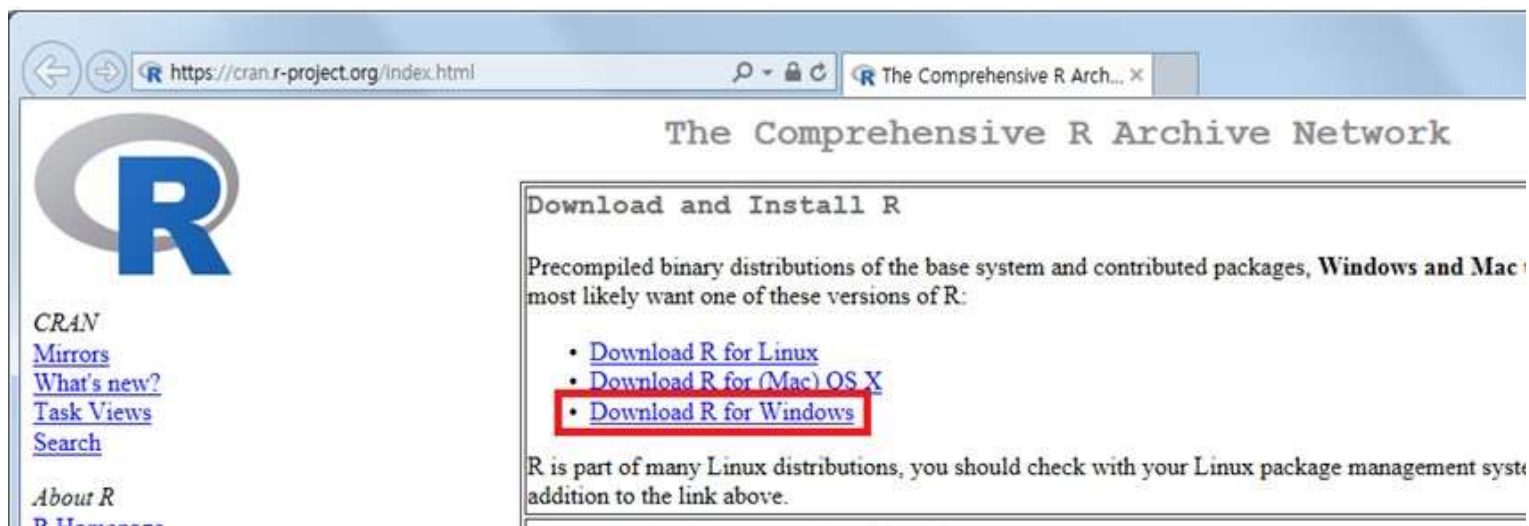 https://cran.r-project.org/index.html
The Comprehensive R Arch...
R
The Comprehensive R Archive Network
Download and Install R
Precompiled binary distributions of the base system and contributed packages, Windows and Mac
most likely want one of these versions of R:
• Download R for Linux
• Download R for (Mac) OS X
• Download R for Windows
R is part of many Linux distributions, you should check with your Linux package management
addition to the link above.
CRAN
Mirrors
What's new?
Task Views
Search
About R
R Homepage